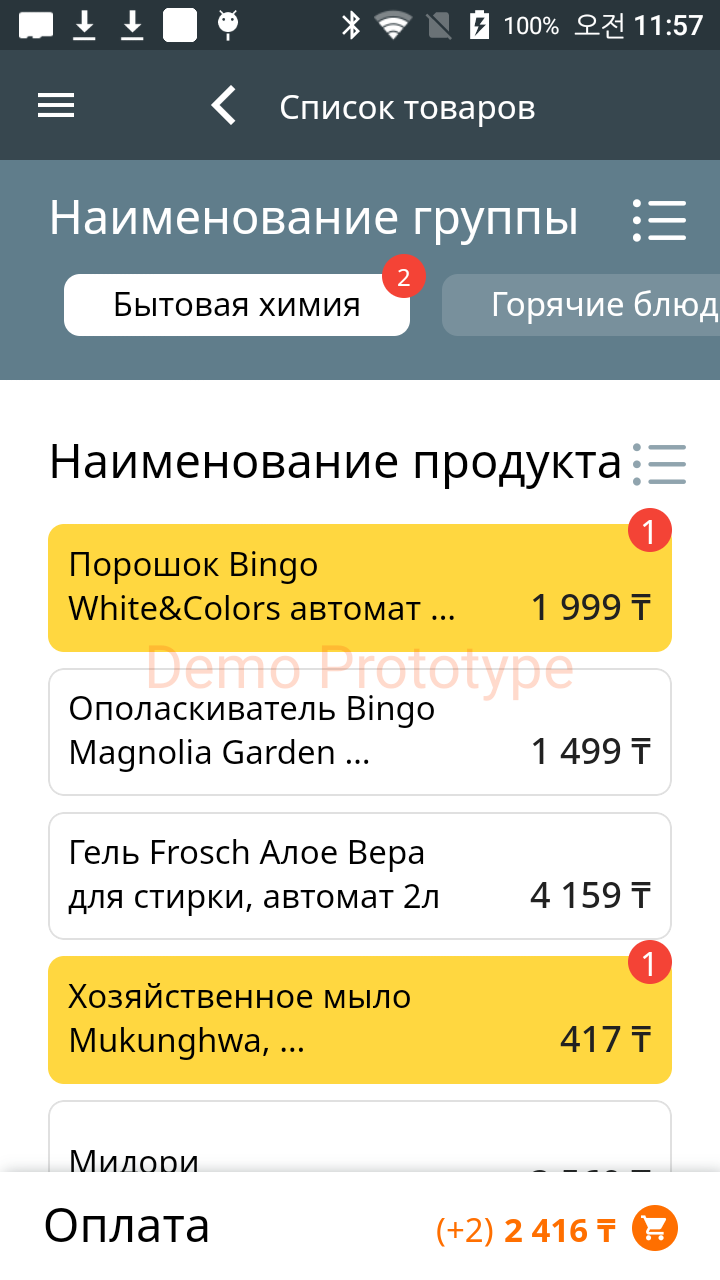 100% 오전 11:57
Список товаров
Наименование группы
2
Бытовая химия
Горячие блюд
Наименование продукта
1
Порошок Bingo
White&Colors автомат ...
1 999 ₸
Demo Prototype
Ополаскиватель Bingo
Magnolia Garden ...
1 499 ₸
Гель Frosch Алое Вера
для стирки, автомат 2л
4 159 ₸
1
Хозяйственное мыло
Mukunghwa, ...
417 ₸
Мидори
Оплата
(+2) 2 416 ₸